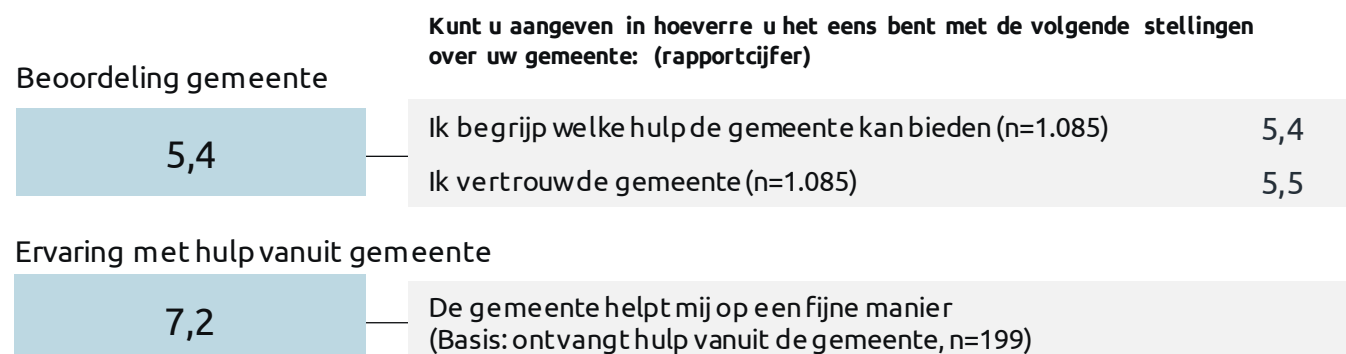 Kunt u aangeven in hoeverre u het eens bent met de volgende stellingen
over uw gemeente: (rapportcijfer)
Beoordeling gemeente
5,4
Ik begrijp welke hulp de gemeente kan bieden (n=1.085) 5,4
Ik vertrouw de gemeente (n=1.085) 5,5
Ervaring met hulp vanuit gemeente
7,2
De gemeente helpt mij op een fijne manier
(Basis: ontvangt hulp vanuit de gemeente, n=199)